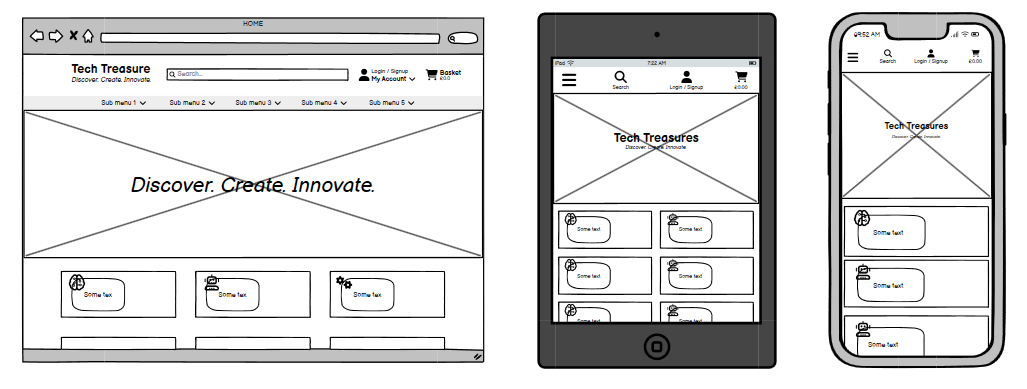 HOME
Tech Treasure
Discover. Create. Innovate.
Search...
Login / Signup
My Account
Basket
£0.0
Sub menu 1
Sub menu 2
Sub menu 3
Sub menu 4
Sub menu 5
Discover. Create. Innovate.
Some tex
Some tex
Some tex
iPad
7:22 AM
Search
Login / Signup
£0.00
Tech Treasures
Discover. Create. Innovate.
Some text
Some text
Some text
Some text
Some text
Some text
09:52 AM
Search
Login / Signup
£0.00
Tech Treasures
Discover. Create. Innovate.
Some text
Some text
Some text